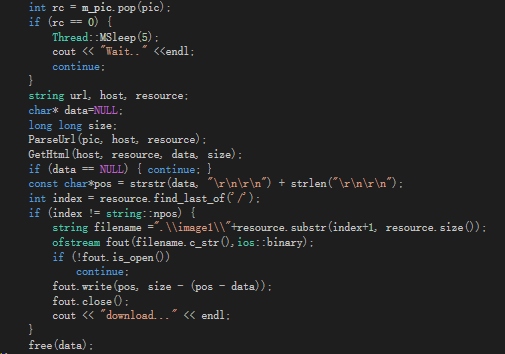 int rc = m_pic.pop(pic);
if (rc == 0) {
Thread::MSleep(5);
cout << "Wait.." <<endl;
continue;
}
string url, host, resource;
char* data=NULL;
long long size;
ParseUrl(pic, host, resource);
GetHtml(host, resource, data, size);
if (data == NULL) { continue; }
const char*pos = strstr(data, "\r\n\r\n") + strlen("\r\n\r\n");
int index = resource.find_last_of('/');
if (index != string::npos) {
string filename =".\\image1\\"+resource.substr(index+1, resource.size());
ofstream fout(filename.c_str(),ios::binary);
if (!fout.is_open())
continue;
fout.write(pos, size - (pos - data));
fout.close();
cout << "download..." << endl;
}
free(data);